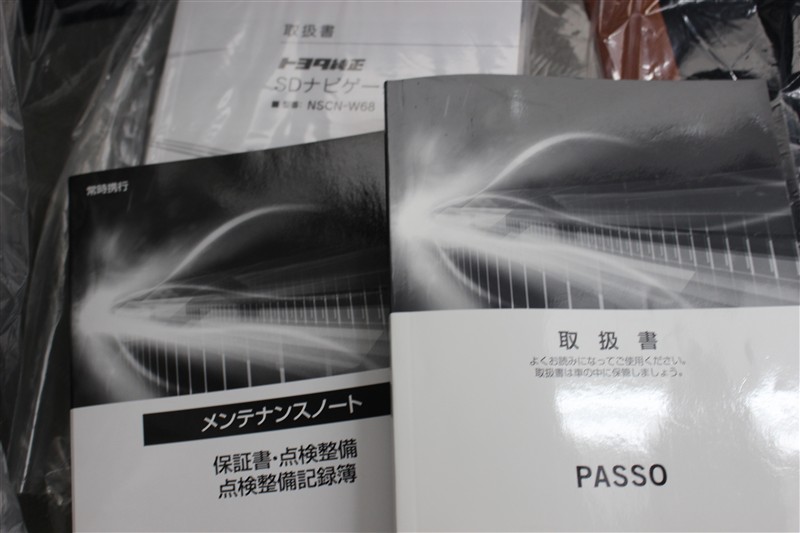 取扱書
トヨタ純正
SDナビゲー
■型番: NSCN-W68
常時携行
メンテナンスノート
保証書・点検整備
点検整備記録簿
取扱書
よくお読みになってご使用ください。
取扱書は車の中に保管しましょう。
PASSO